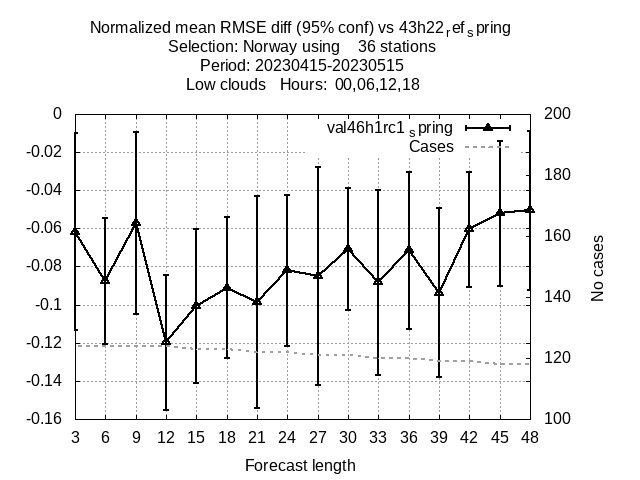 Normalized mean RMSE diff (95% conf) vs 43h22refspring
Selection: Norway using 36 stations
Period: 20230415-20230515
Low clouds Hours: 00,06,12,18
0 200
val46h1rc1spring
Cases
-0.02
-0.04 180
-0.06 160
-0.08
-0.1 140
-0.12 120
-0.14
-0.16 100
No cases
3 6 9 12 15 18 21 24 27 30 33 36 39 42 45 48
Forecast length